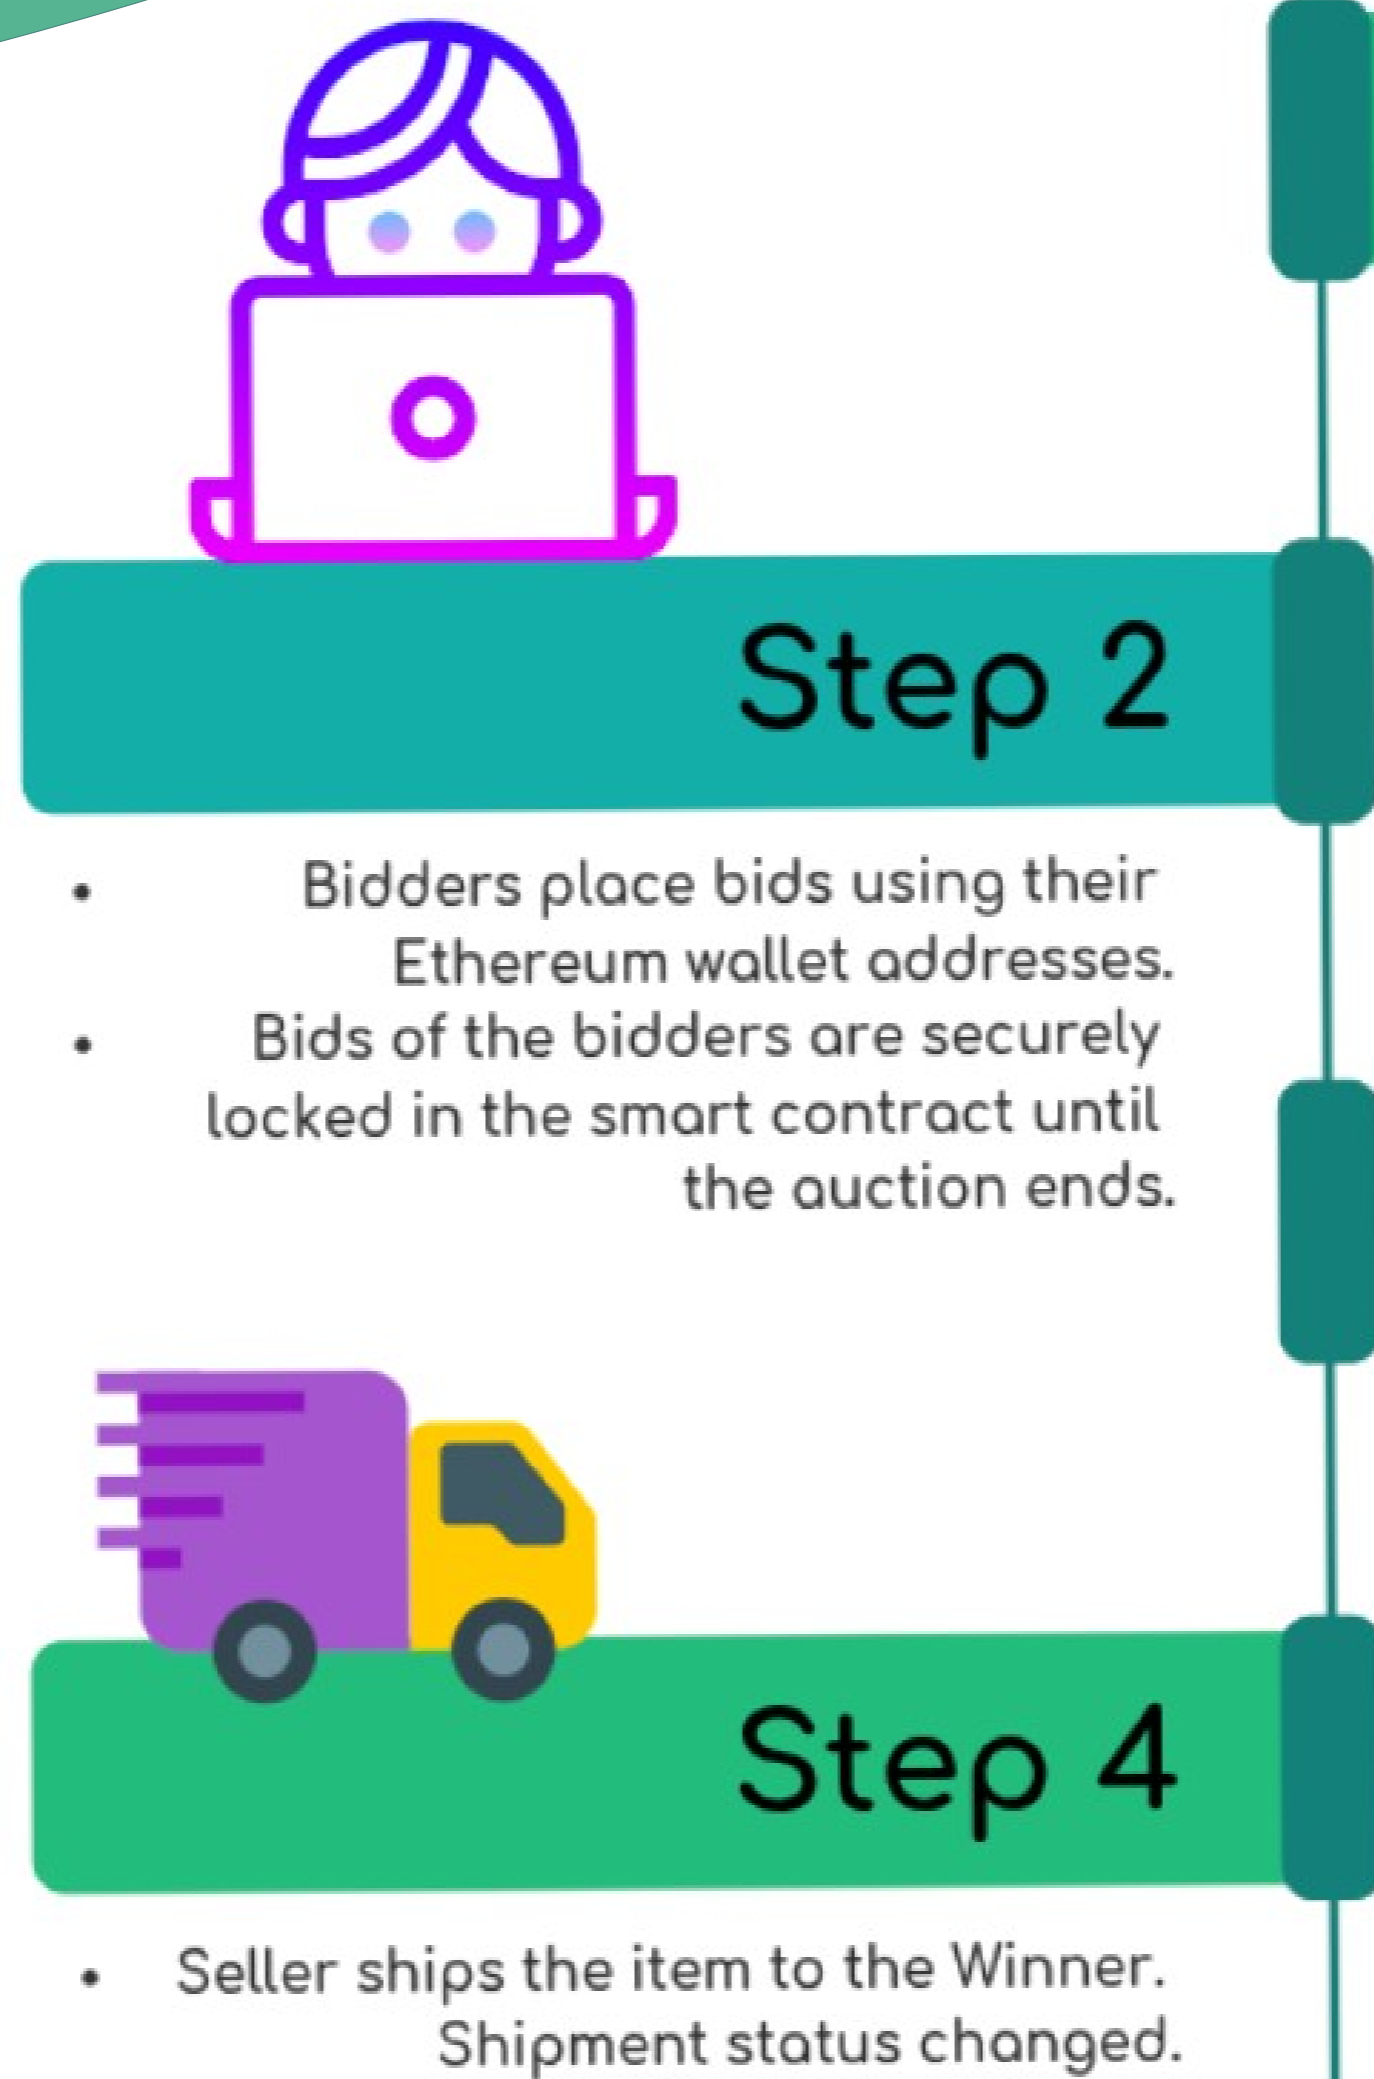 Step 2
• Bidders place bids using their
Ethereum wallet addresses.
• Bids of the bidders are securely
locked in the smart contract until
the auction ends.
Step 4
• Seller ships the item to the Winner.
Shipment status changed.